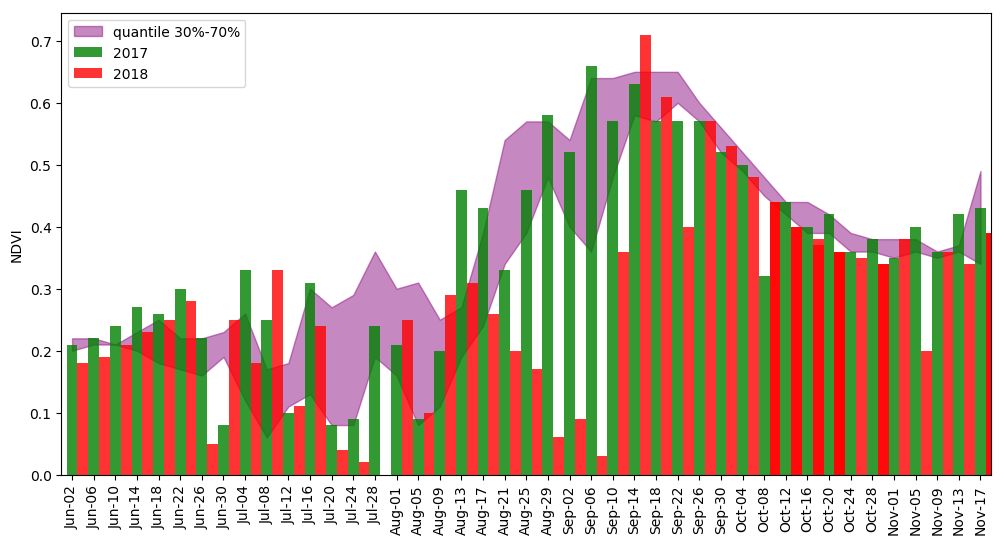 quantile 30%-70%
2017
2018
NDVI
0.7
0.6
0.5
0.4
0.3
0.2
0.1
0.0
Jun-02
Jun-06
Jun-10
Jun-14
Jun-18
Jun-22
Jun-26
Jun-30
Jul-04
Jul-08
Jul-12
Jul-16
Jul-20
Jul-24
Jul-28
Aug-01
Aug-05
Aug-09
Aug-13
Aug-17
Aug-21
Aug-25
Aug-29
Sep-02
Sep-06
Sep-10
Sep-14
Sep-18
Sep-22
Sep-26
Sep-30
Oct-04
Oct-08
Oct-12
Oct-16
Oct-20
Oct-24
Oct-28
Nov-01
Nov-05
Nov-09
Nov-13
Nov-17